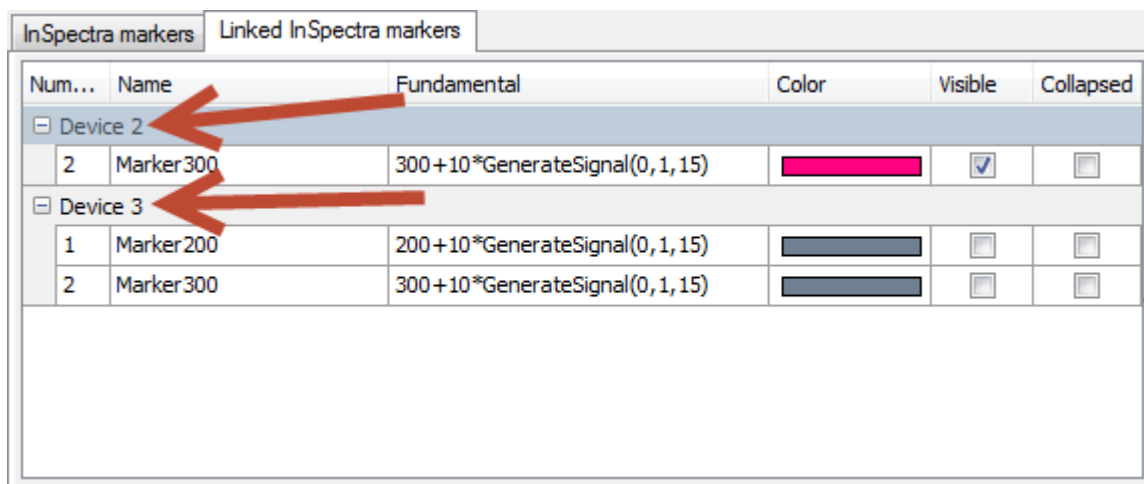 InSpectra markers Linked InSpectra markers
Num... Name Fundamental Color Visible Collapsed
Device 2
2 Marker300 300+10*GenerateSignal(0,1,15)
Device 3
1 Marker200 200+10*GenerateSignal(0,1,15)
2 Marker300 300+10*GenerateSignal(0,1,15)